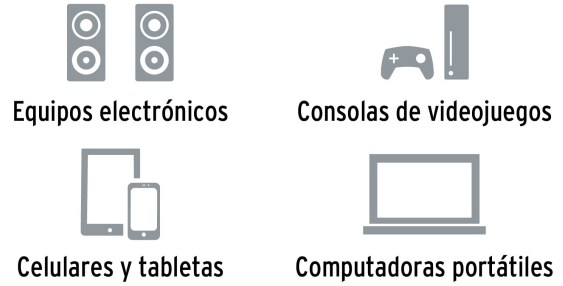 Equipos electrónicos
Consolas de videojuegos
Celulares y tabletas
Computadoras portátiles